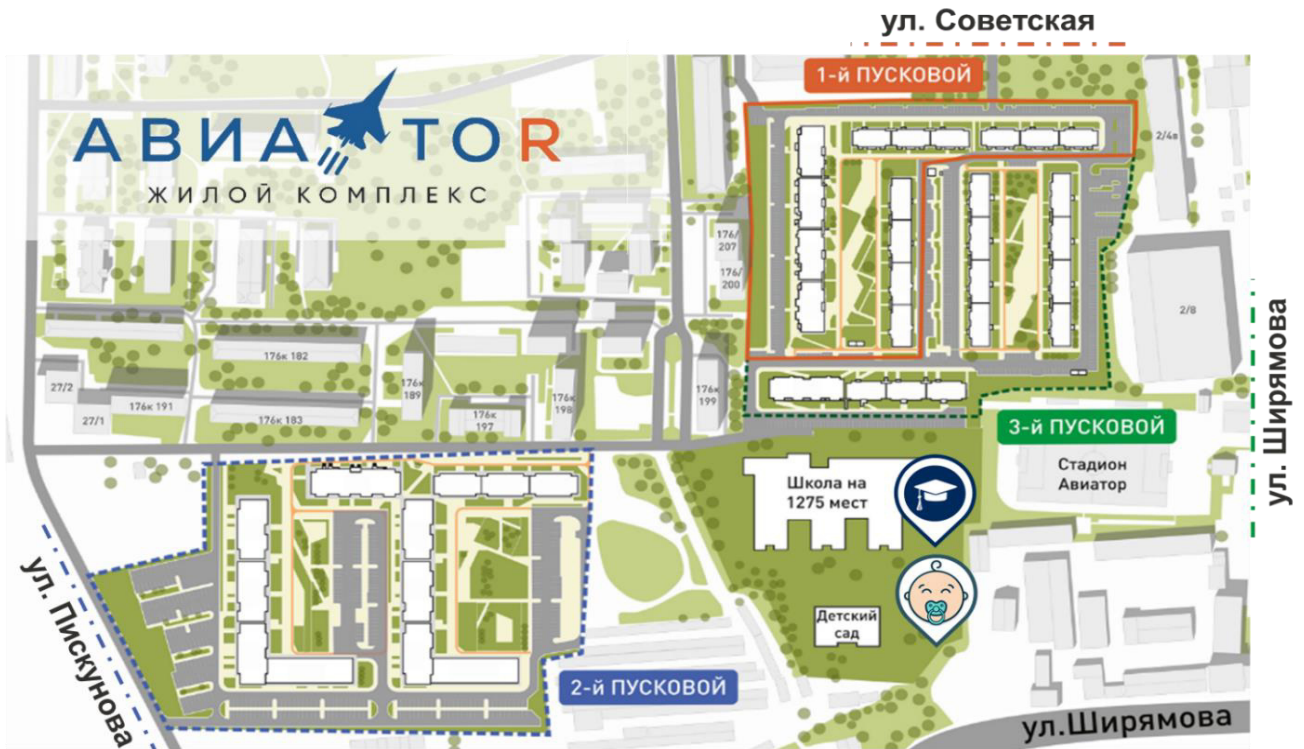 ул. Советская
1-й ПУСКОВОЙ
АВИАТОR
ЖИЛОЙ КОМПЛЕКС
2/4в
176/
207
176/
200
2/8
ул. Ширямова
176к 182
27/2
27/1
176к 191
176к 183
176к
189
176к
197
176к
198
176к
199
3-й ПУСКОВОЙ
Стадион
Авиатор
Школа на
1275 мест
ул. Пискунова
Детский
сад
2-й ПУСКОВОЙ
ул.Ширямова